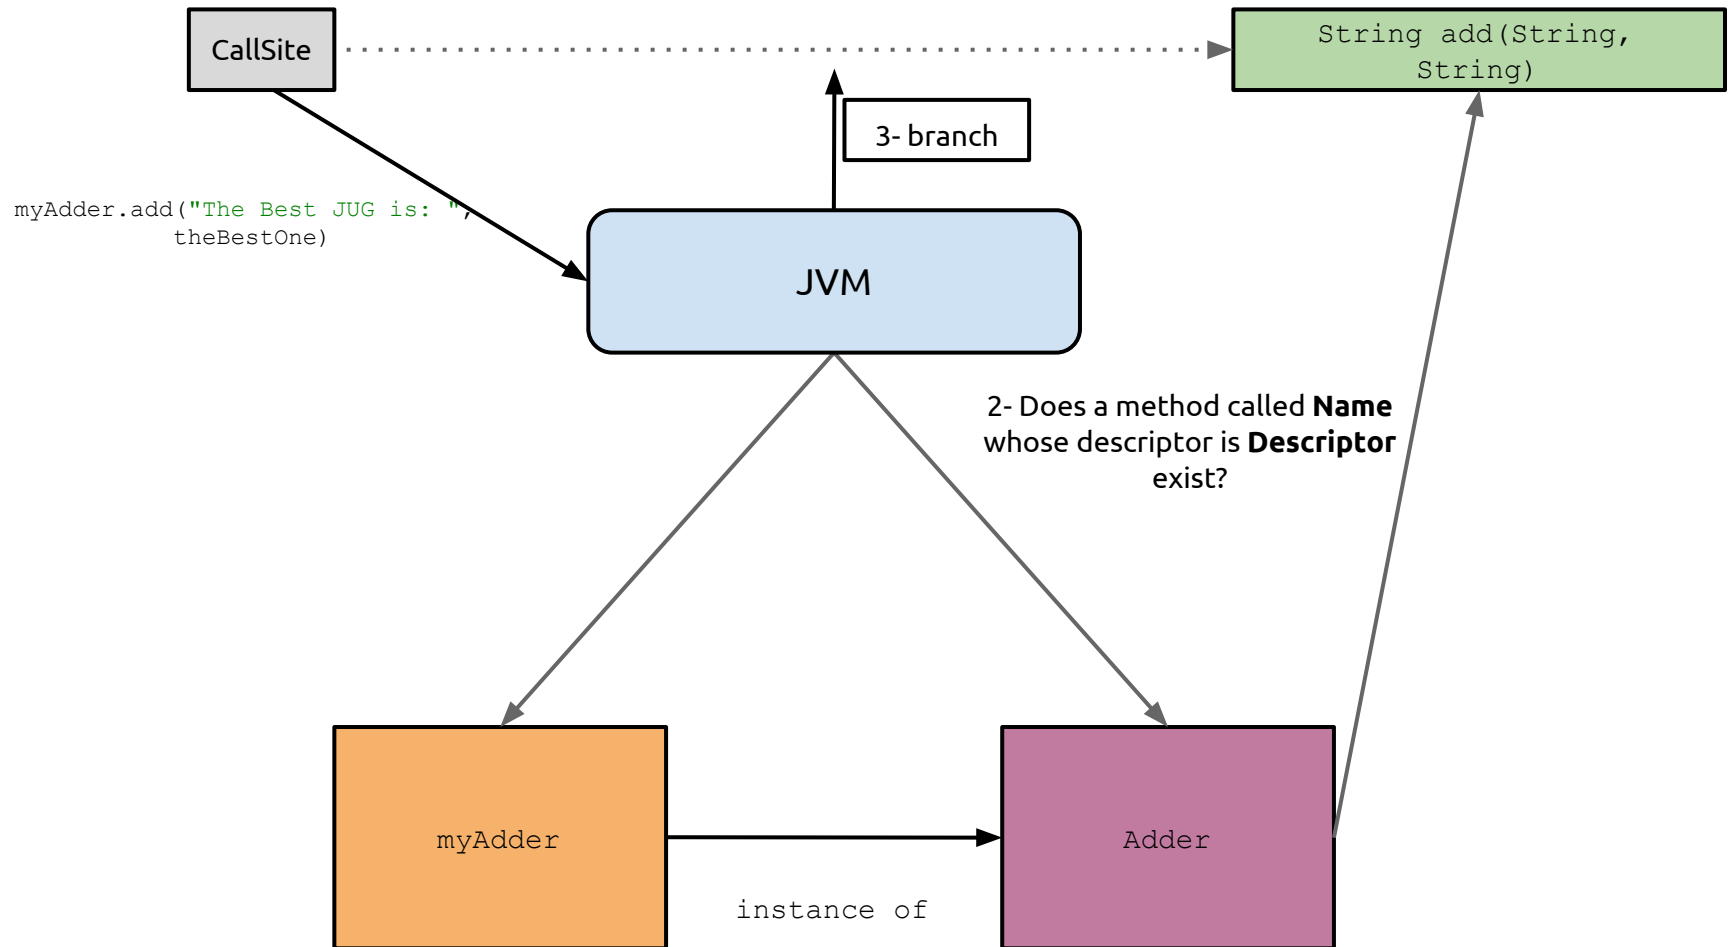 CallSite
String add(String,
String)
3- branch
myAdder.add("The Best JUG is: ",
theBestOne)
JVM
2- Does a method called Name
whose descriptor is Descriptor
exist?
myAdder
Adder
instance of